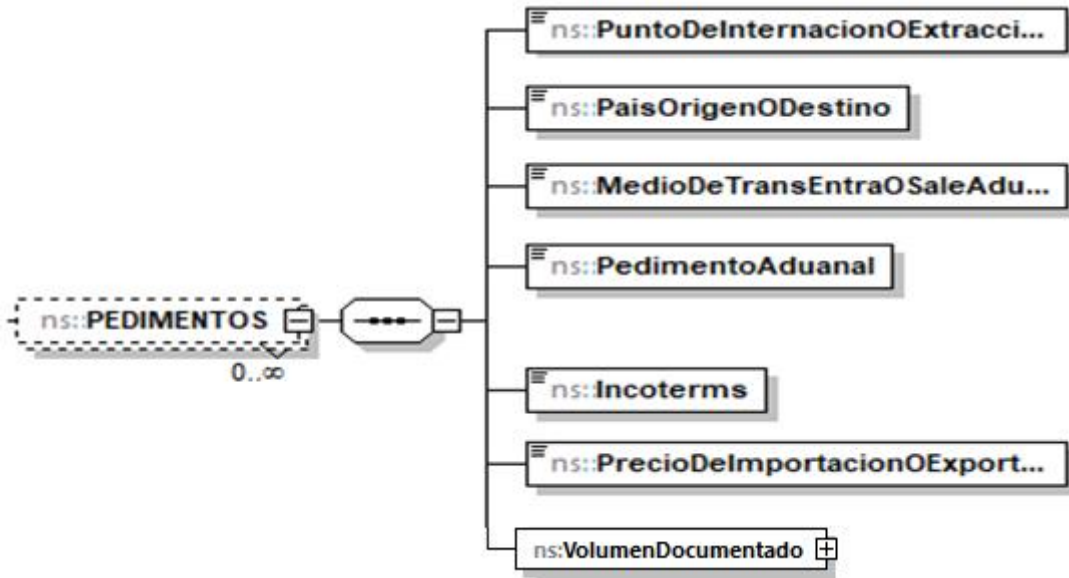 ns::PuntoDeInternacionOExtracci...
ns::PaisOrigenODestino
ns::MedioDeTransEntraOSaleAdu...
ns::PedimentoAduanal
ns::PEDIMENTOS
0..∞
ns::Incoterms
ns::PrecioDeImportacionOExport...
ns:VolumenDocumentado